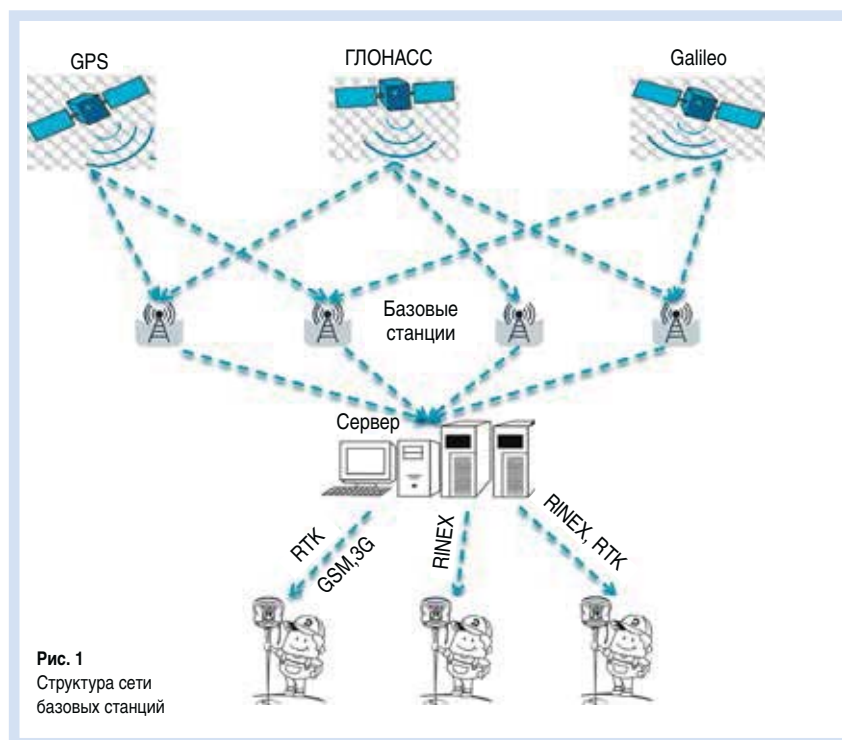 GPS
ГЛОНАСС
Galileo
Базовые
станции
Сервер
RTK
GSM,3G
RINEX
RINEX, RTK
Рис. 1
Структура сети
базовых станций